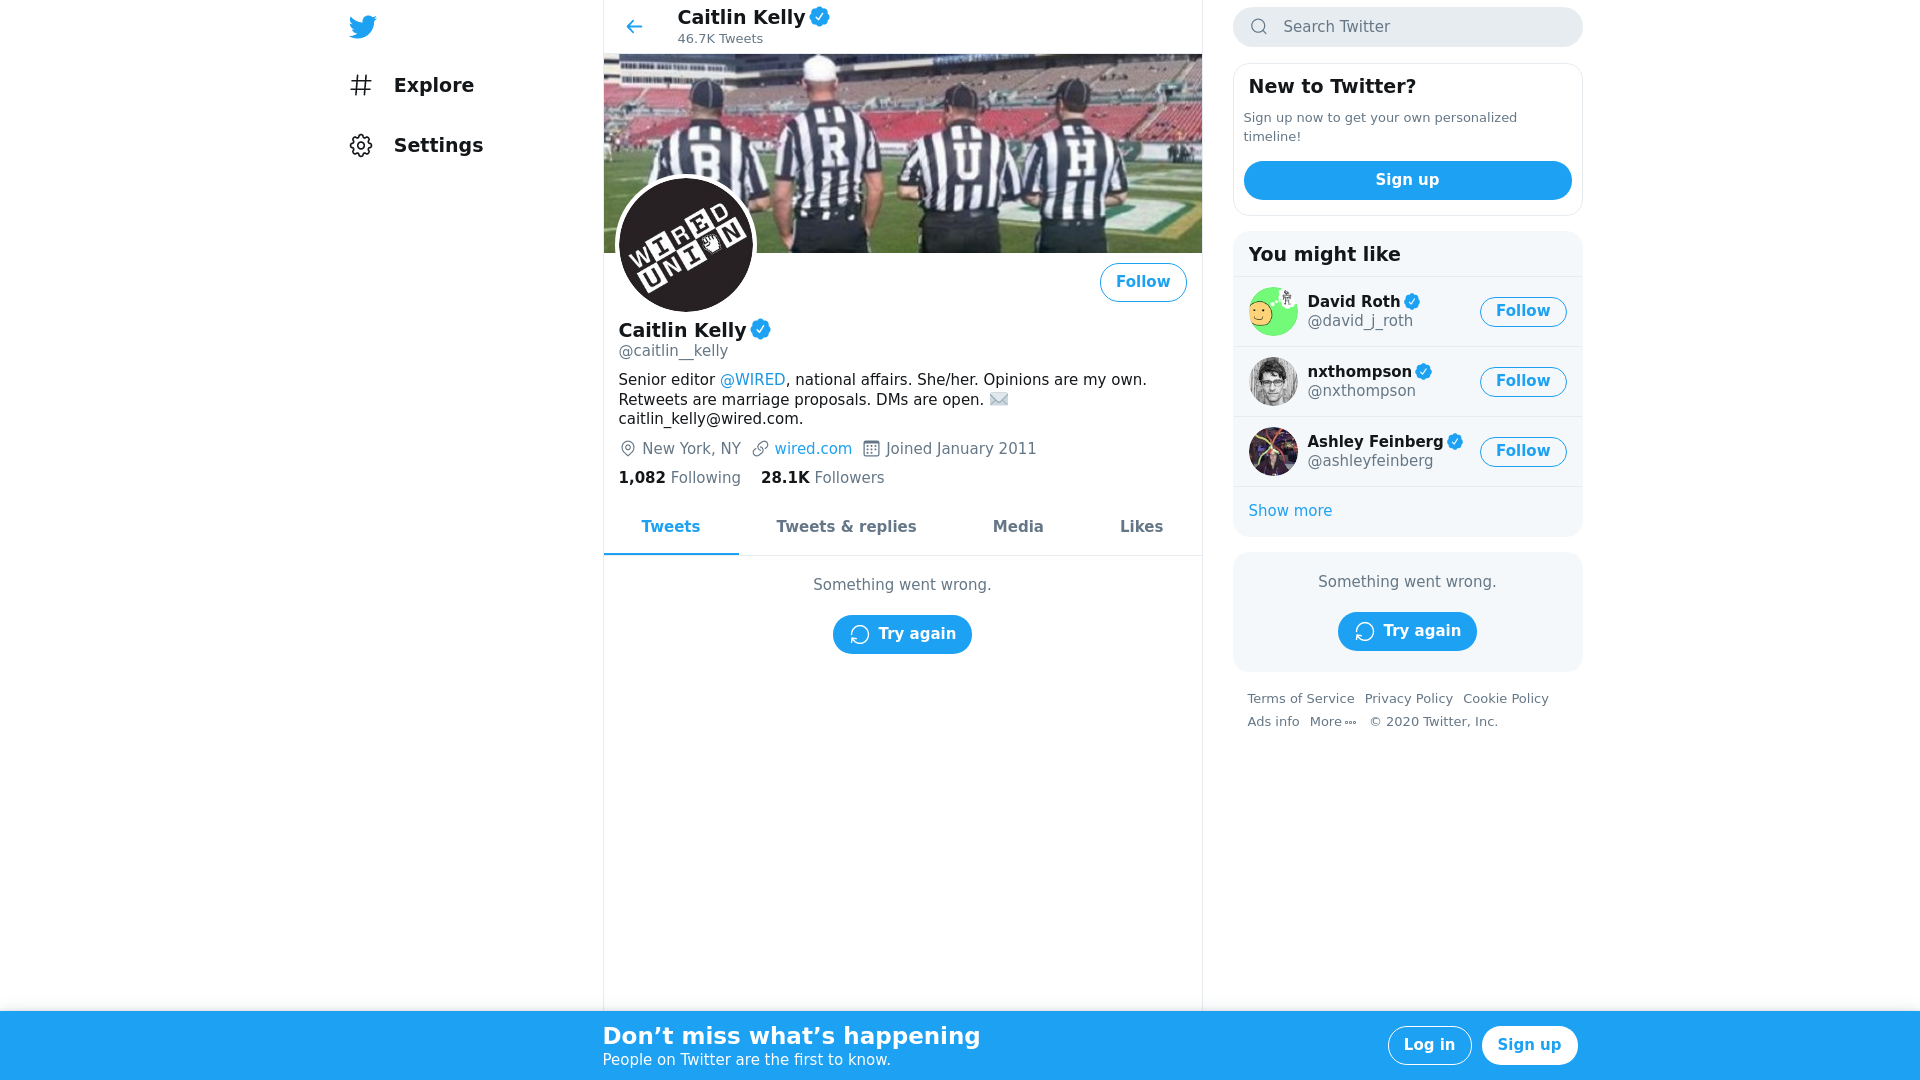 Explore
Settings
Caitlin Kelly
46.7K Tweets
B R U H
WIRED
UNION
Follow
Caitlin Kelly
@caitlin__kelly
Senior editor @WIRED, national affairs. She/her. Opinions are my own.
Retweets are marriage proposals. DMs are open. ✉️
caitlin_kelly@wired.com.
New York, NY wired.com Joined January 2011
1,082 Following 28.1K Followers
Tweets Tweets & replies Media Likes
Something went wrong.
Try again
Search Twitter
New to Twitter?
Sign up now to get your own personalized
timeline!
Sign up
You might like
David Roth
@david_j_roth
Follow
nxthompson
@nxthompson
Follow
Ashley Feinberg
@ashleyfeinberg
Follow
Show more
Something went wrong.
Try again
Terms of Service Privacy Policy Cookie Policy
Ads info More © 2020 Twitter, Inc.
Don’t miss what’s happening
People on Twitter are the first to know.
Log in Sign up